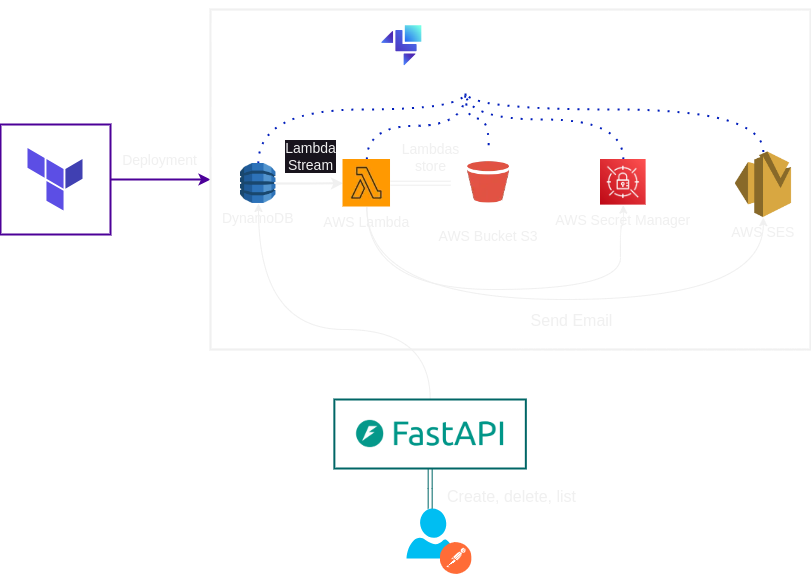 Deployment
Lambda
Stream
Lambdas
store
DynamoDB
AWS Lambda
AWS Bucket S3
AWS Secret Manager
AWS SES
Send Email
FastAPI
Create, delete, list